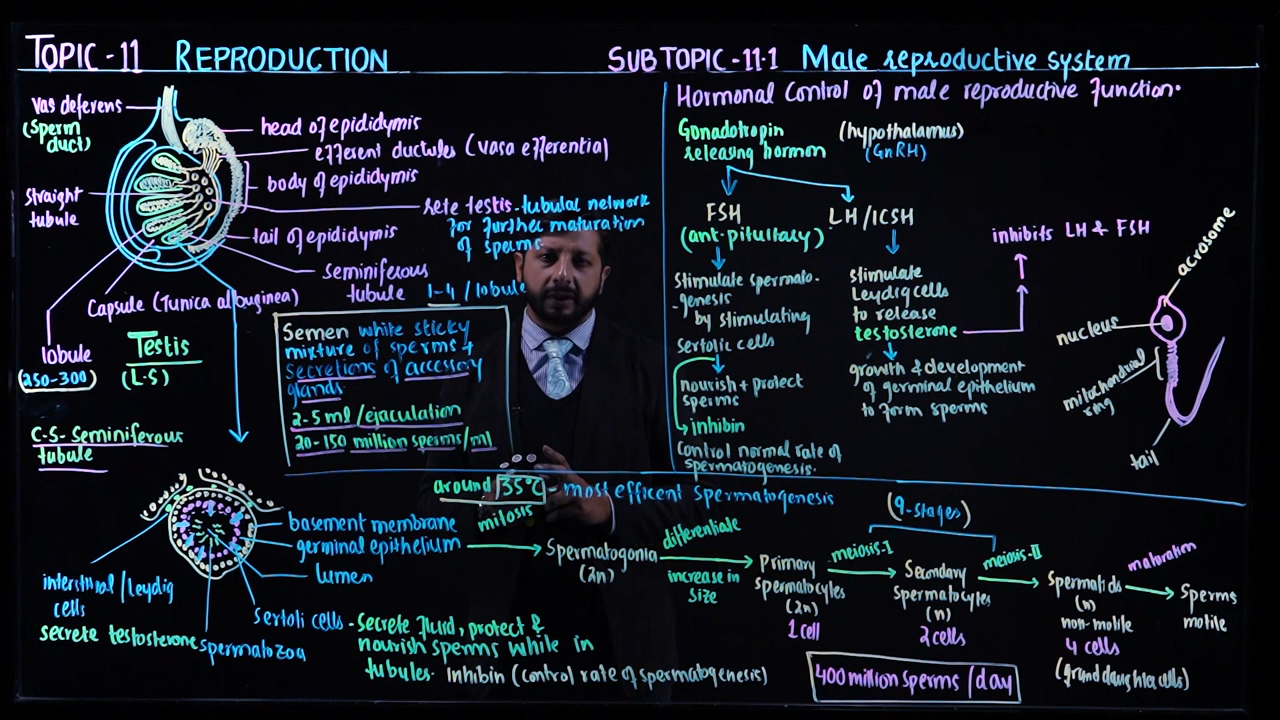 TOPIC-11 REPRODUCTION
SUBTOPIC-11.1 Male reproductive system
vas deferens
(sperm
duct)
head of epididymis
efferent ductules (vasa efferentia)
body of epididymis
straight
tubule
rete testis-tubular network
for further maturation
of sperms
tail of epididymis
seminiferous
tubule 1-4/lobule
Capsule (Tunica albuginea)
lobule
(250-300)
Testis
(L-S)
Semen white sticky
mixture of sperms +
secretions of accessory
glands.
2-5 ml/ejaculation
20-150 million sperms/ml
C-S-Seminiferous
tubule
Hormonal Control of male reproductive function.
Gonadotropin
releasing hormon
(hypothalamus)
(GnRH)
FSH
(ant-pitultary)
LH/ICSH
stimulate spermato-
-genesis
by stimulating
sertolic cells
nourish + protect
sperms
inhibin
Control normal rate of
spermatogenesis.
stimulate
Leydig cells
to release
testosterone
growth & development
of germinal epithelium
to form sperms
inhibits LH & FSH
acrosome
nucleus
mitochondrial
ring
tail
around 35°C - most efficent spermatogenesis
basement membrane
germinal epithelium
lumen
interstitial/Leydig
cells
secrete testosterone
spermatozoa
sertoli cells - secrete fluid, protect &
nourish sperms while in
tubules. Inhibin (control rate of spermatogenesis)
mitosis
Spermatogonia
(2n)
differentiate
increase in
size
Primary
spermatocytes
(2n)
1 cell
meiosis-I
(9-stages)
Secondary
spermatocytes
(n)
2 cells
meiosis-II
Spermatids
(n)
non-motile
4 cells
(grund daughter cells)
maturation
Sperms
motile
400 million sperms/day